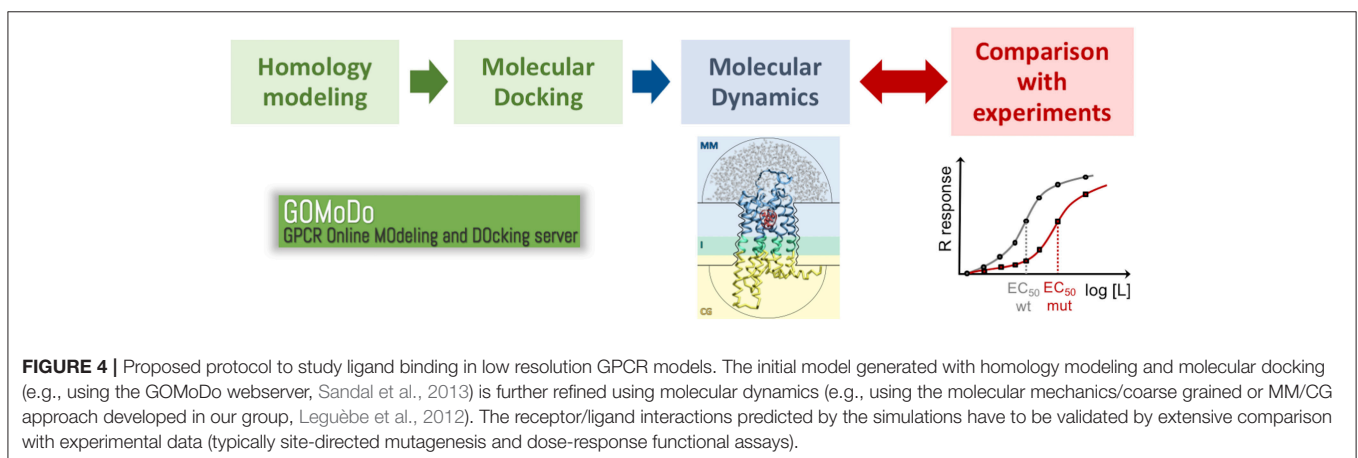 Homology
modeling
Molecular
Docking
Molecular
Dynamics
Comparison
with
experiments
GOMoDo
GPCR Online MOdeling and DOcking server
MM
I
CG
R response
EC50
wt
EC50
mut
log [L]
FIGURE 4 | Proposed protocol to study ligand binding in low resolution GPCR models. The initial model generated with homology modeling and molecular docking
(e.g., using the GOMoDo webserver, Sandal et al., 2013) is further refined using molecular dynamics (e.g., using the molecular mechanics/coarse grained or MM/CG
approach developed in our group, Leguèbe et al., 2012). The receptor/ligand interactions predicted by the simulations have to be validated by extensive comparison
with experimental data (typically site-directed mutagenesis and dose-response functional assays).